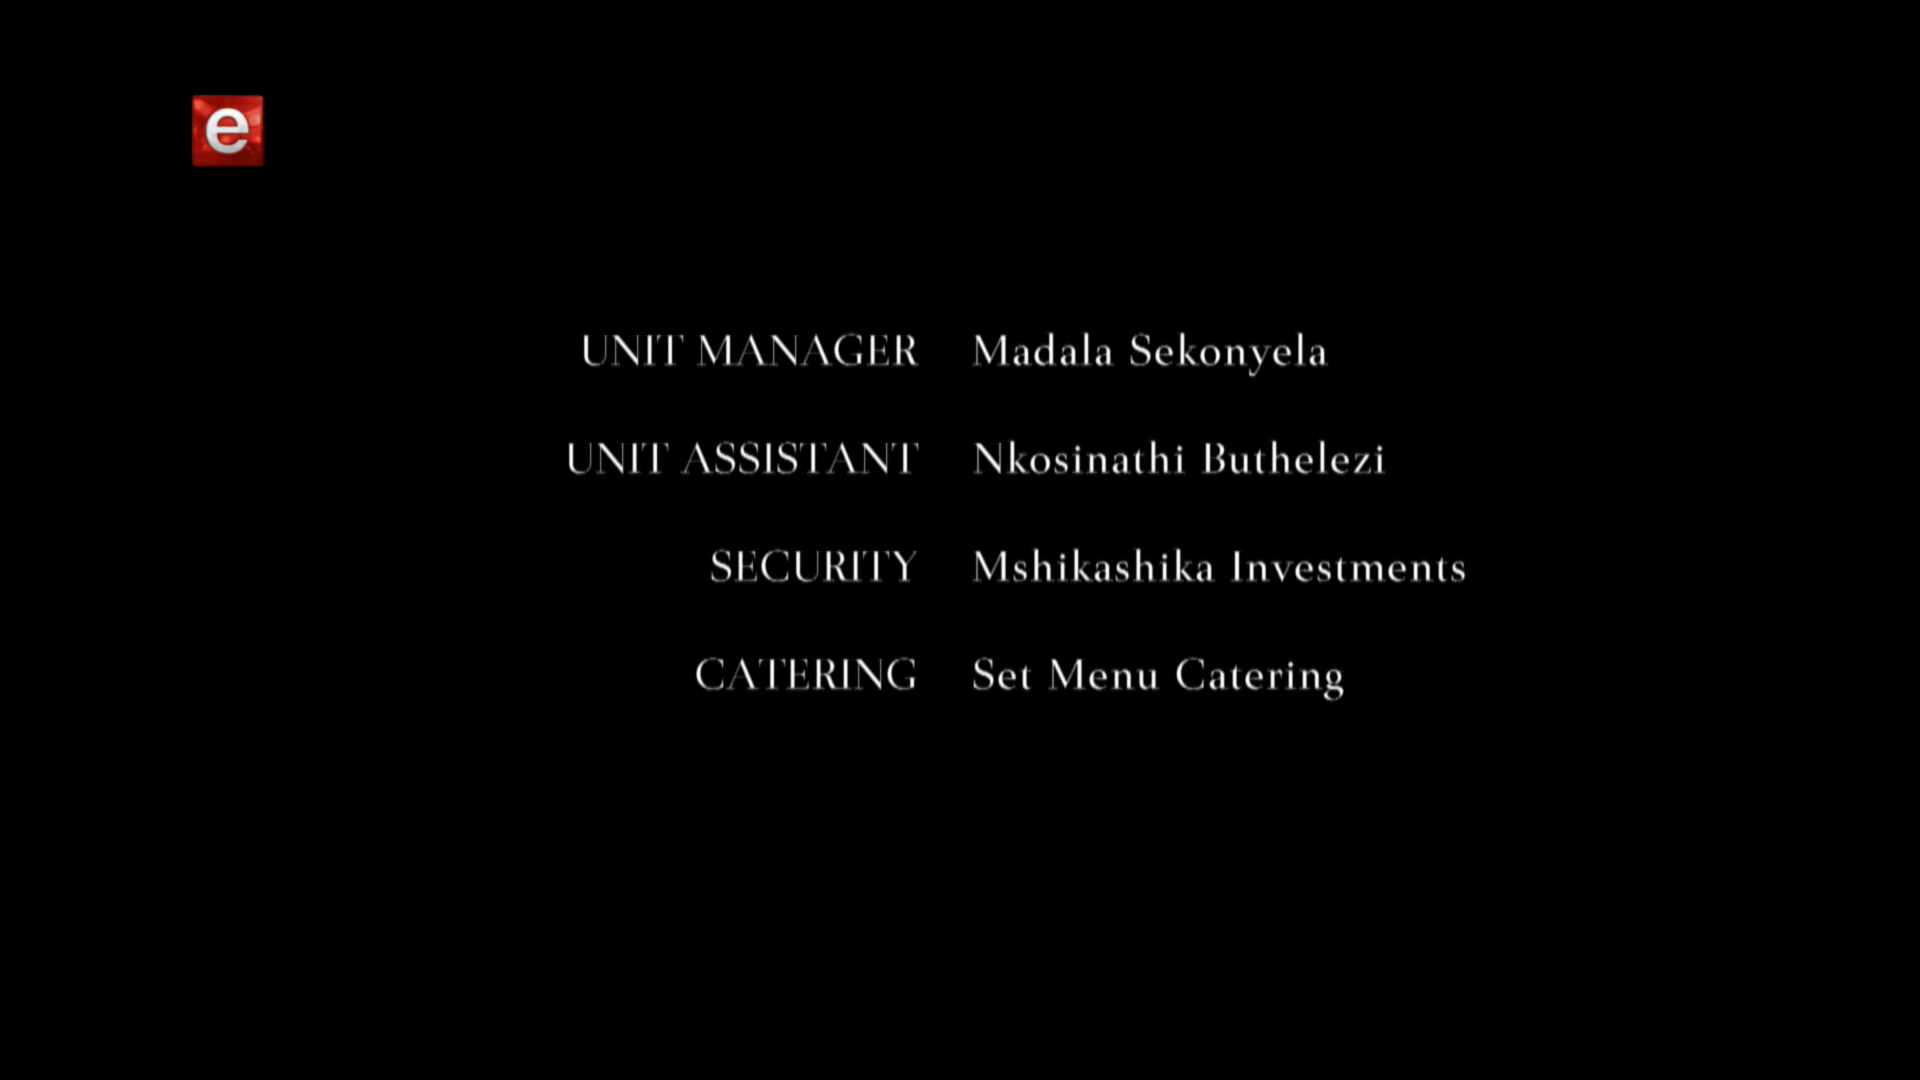 e
UNIT MANAGER Madala Sekonyela
UNIT ASSISTANT Nkosinathi Buthelezi
SECURITY Mshikashika Investments
CATERING Set Menu Catering